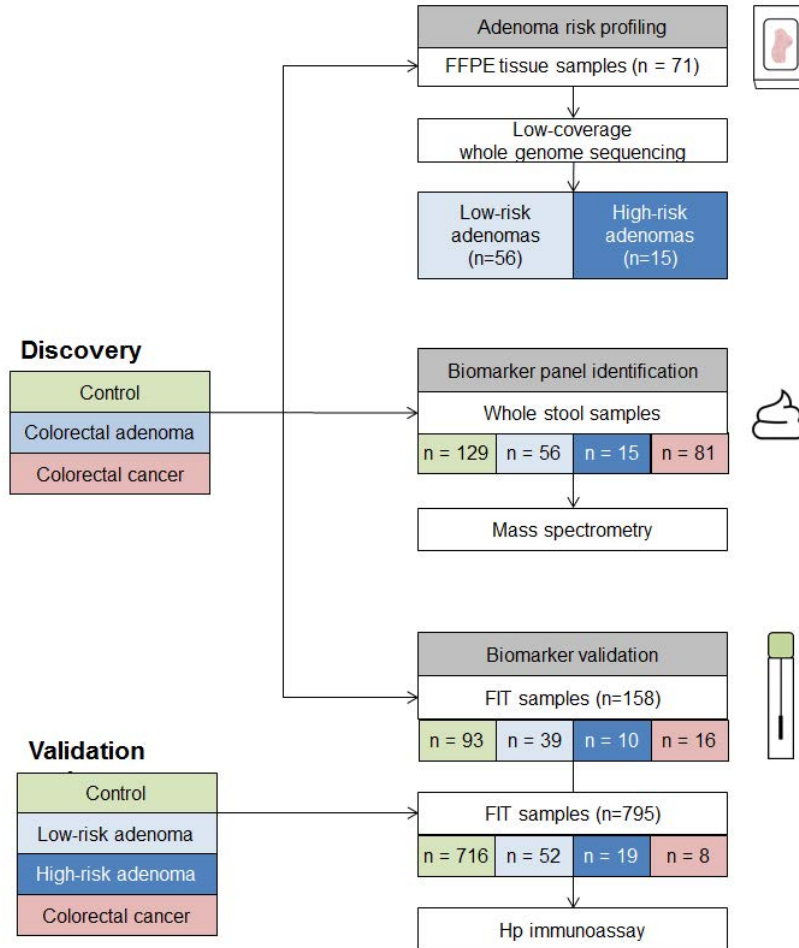 Adenoma risk profiling
FFPE tissue samples (n = 71)
Low-coverage
whole genome sequencing
Low-risk
adenomas
(n=56)
High-risk
adenomas
(n=15)
Discovery
Control
Colorectal adenoma
Colorectal cancer
Biomarker panel identification
Whole stool samples
n = 129 n = 56 n = 15 n = 81
Mass spectrometry
Biomarker validation
FIT samples (n=158)
n = 93 n = 39 n = 10 n = 16
Validation
Control
Low-risk adenoma
High-risk adenoma
Colorectal cancer
FIT samples (n=795)
n = 716 n = 52 n = 19 n = 8
Hp immunoassay